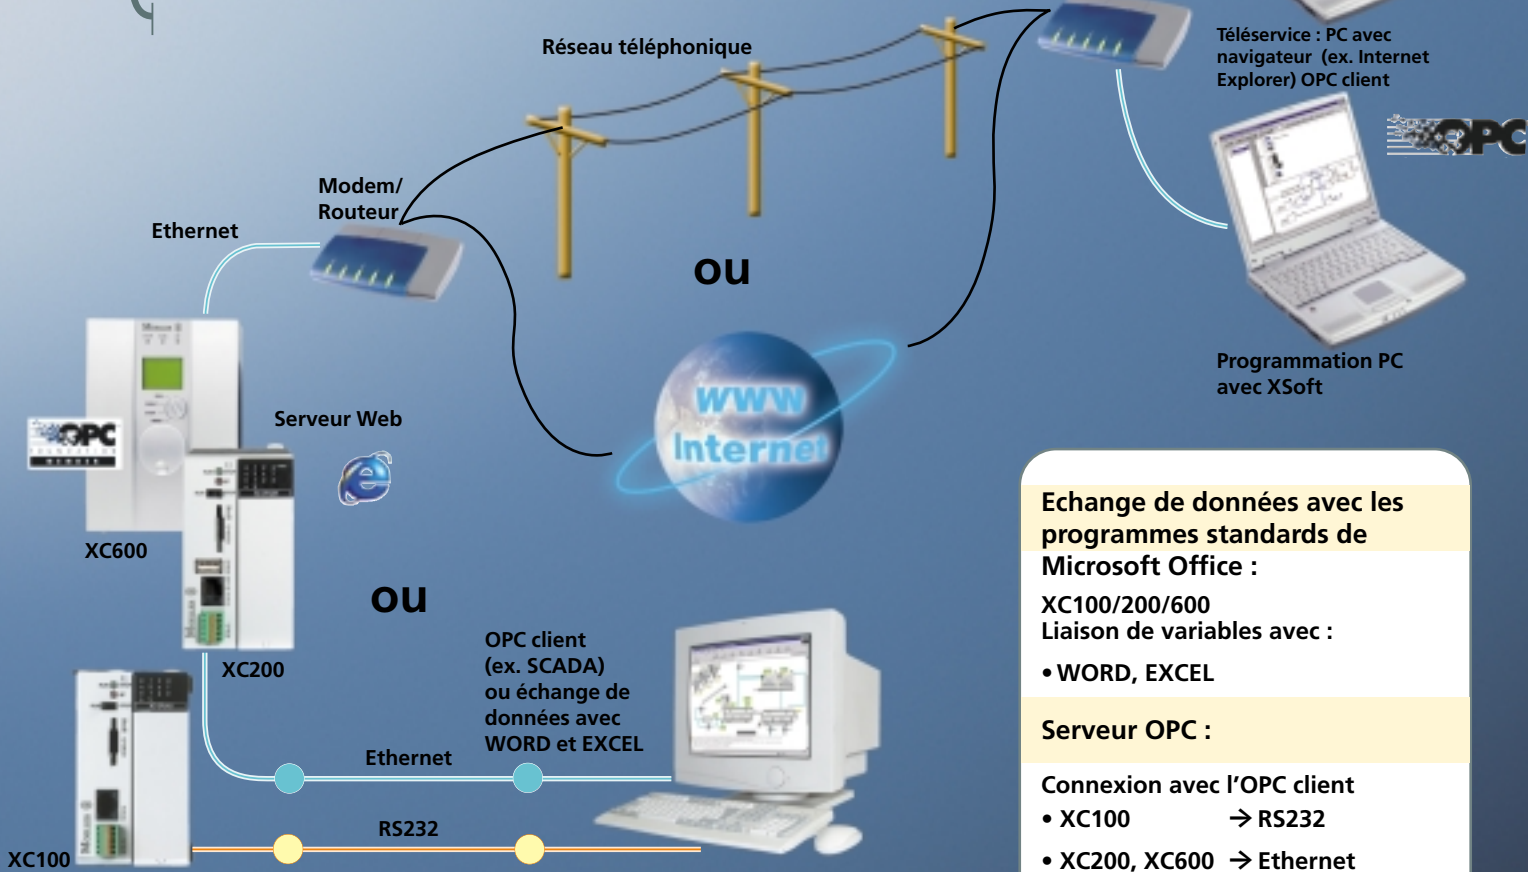 Réseau téléphonique
Téléservice : PC avec
navigateur (ex. Internet
Explorer) OPC client
OPC
Modem/
Routeur
Ethernet
ou
Programmation PC
avec XSoft
www
Internet
Serveur Web
OPC
FOUNDATION
MEMBER
XC600
XC200
ou
OPC client
(ex. SCADA)
ou échange de
données avec
WORD et EXCEL
Ethernet
RS232
XC100
Echange de données avec les
programmes standards de
Microsoft Office :
XC100/200/600
Liaison de variables avec :
• WORD, EXCEL
Serveur OPC :
Connexion avec l’OPC client
• XC100 → RS232
• XC200, XC600 → Ethernet